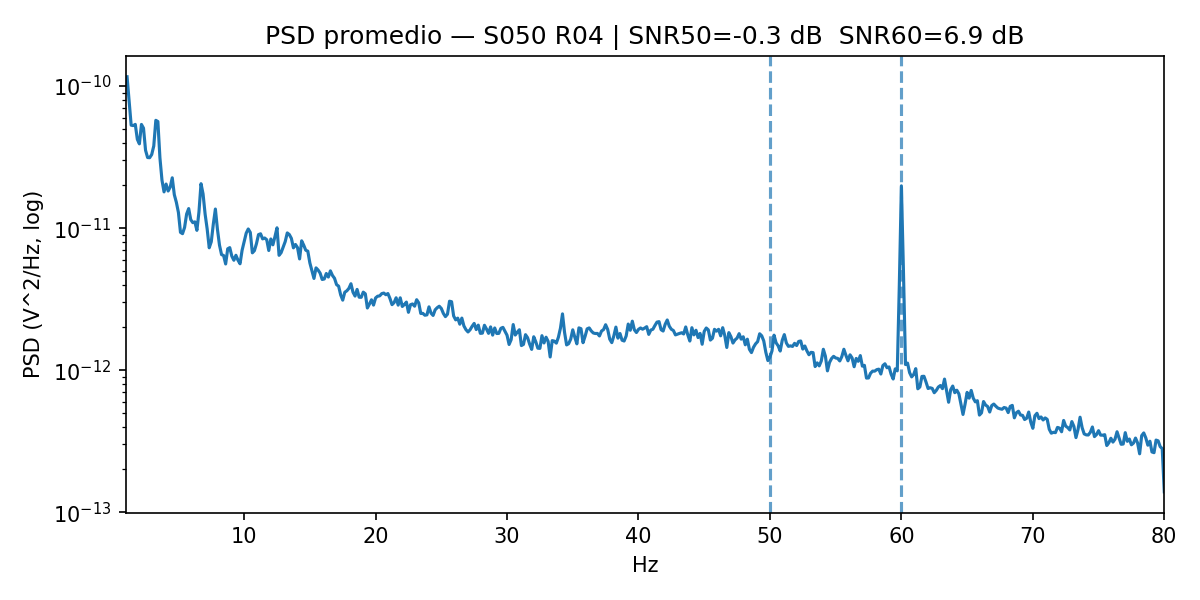 PSD promedio — S050 R04 | SNR50=-0.3 dB  SNR60=6.9 dB
PSD (V^2/Hz, log)
10⁻¹⁰
10⁻¹¹
10⁻¹²
10⁻¹³
10 20 30 40 50 60 70 80
Hz